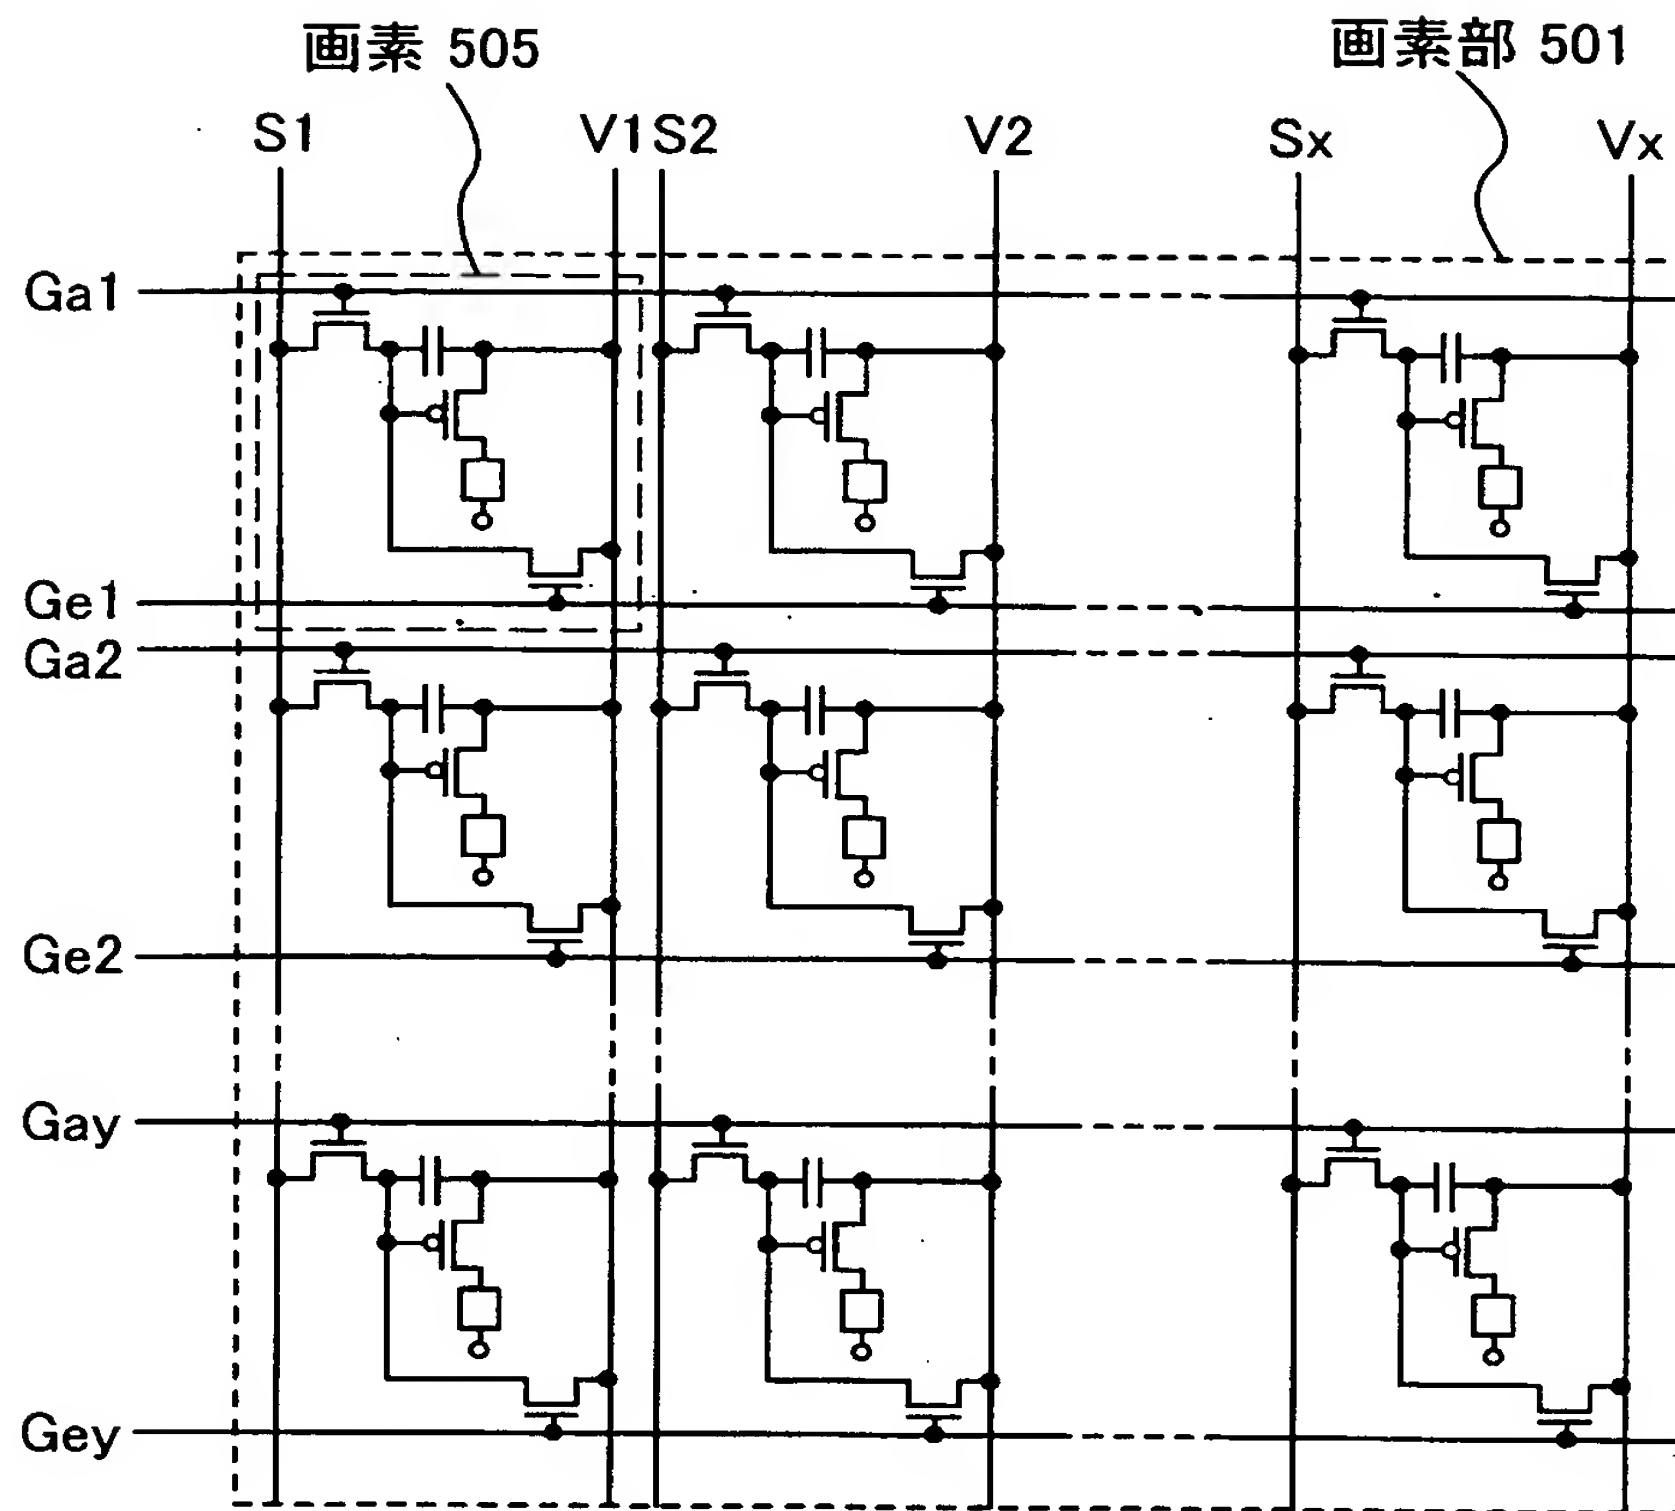 画素 505
画素部 501
S1
V1
S2
V2
Sx
Vx
Ga1
Ge1
Ga2
Ge2
Gay
Gey